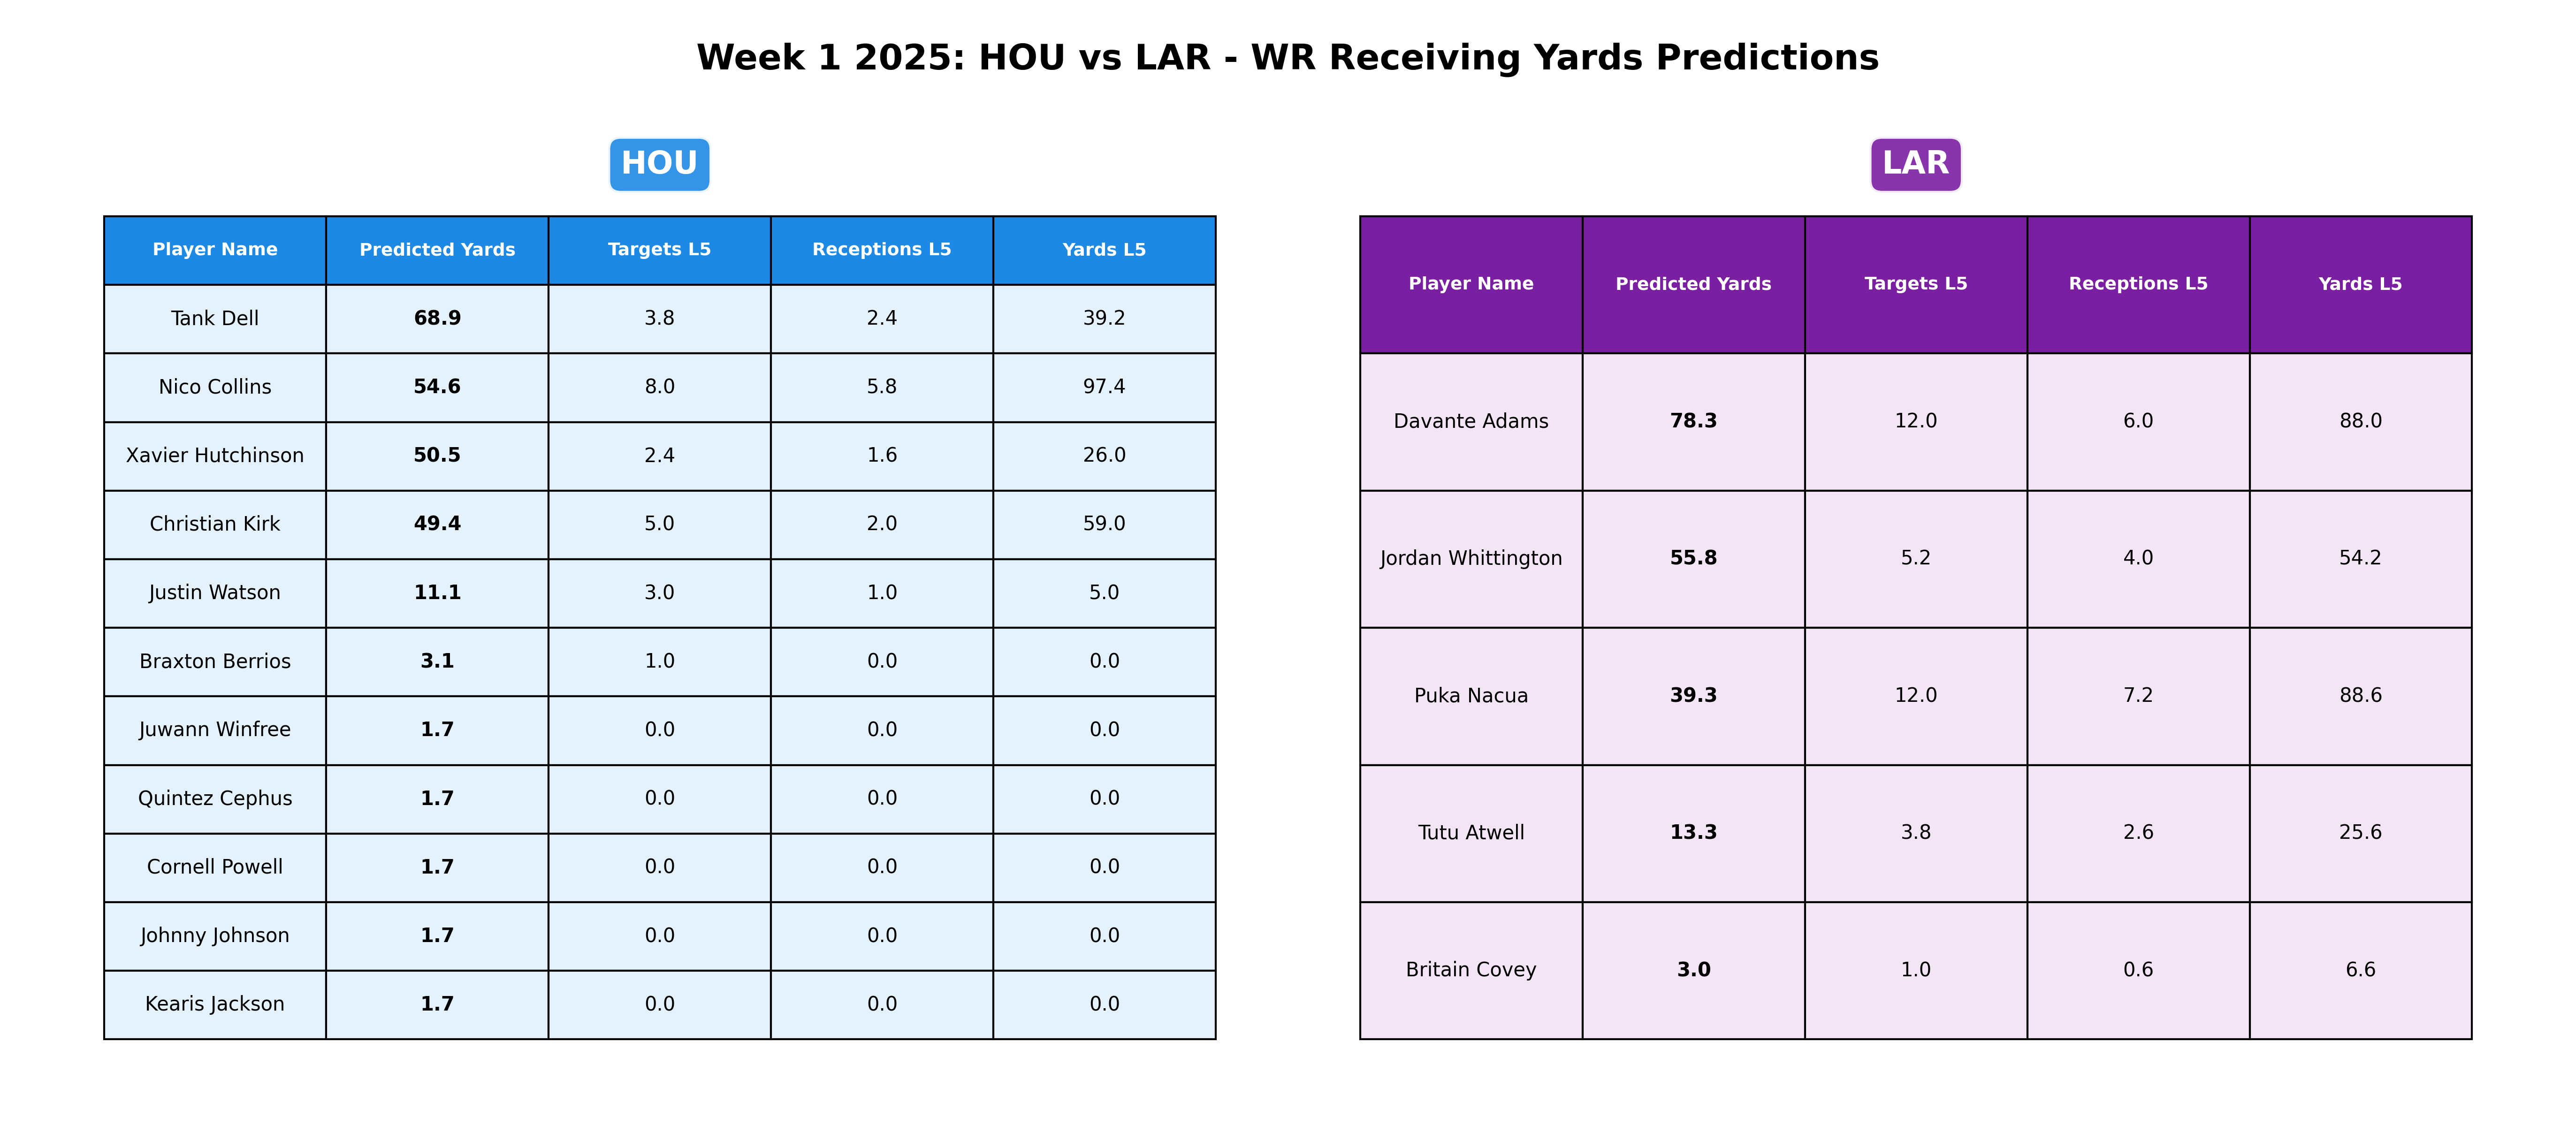 Week 1 2025: HOU vs LAR - WR Receiving Yards Predictions
HOU
Player Name Predicted Yards Targets L5 Receptions L5 Yards L5
Tank Dell 68.9 3.8 2.4 39.2
Nico Collins 54.6 8.0 5.8 97.4
Xavier Hutchinson 50.5 2.4 1.6 26.0
Christian Kirk 49.4 5.0 2.0 59.0
Justin Watson 11.1 3.0 1.0 5.0
Braxton Berrios 3.1 1.0 0.0 0.0
Juwann Winfree 1.7 0.0 0.0 0.0
Quintez Cephus 1.7 0.0 0.0 0.0
Cornell Powell 1.7 0.0 0.0 0.0
Johnny Johnson 1.7 0.0 0.0 0.0
Kearis Jackson 1.7 0.0 0.0 0.0
LAR
Player Name Predicted Yards Targets L5 Receptions L5 Yards L5
Davante Adams 78.3 12.0 6.0 88.0
Jordan Whittington 55.8 5.2 4.0 54.2
Puka Nacua 39.3 12.0 7.2 88.6
Tutu Atwell 13.3 3.8 2.6 25.6
Britain Covey 3.0 1.0 0.6 6.6